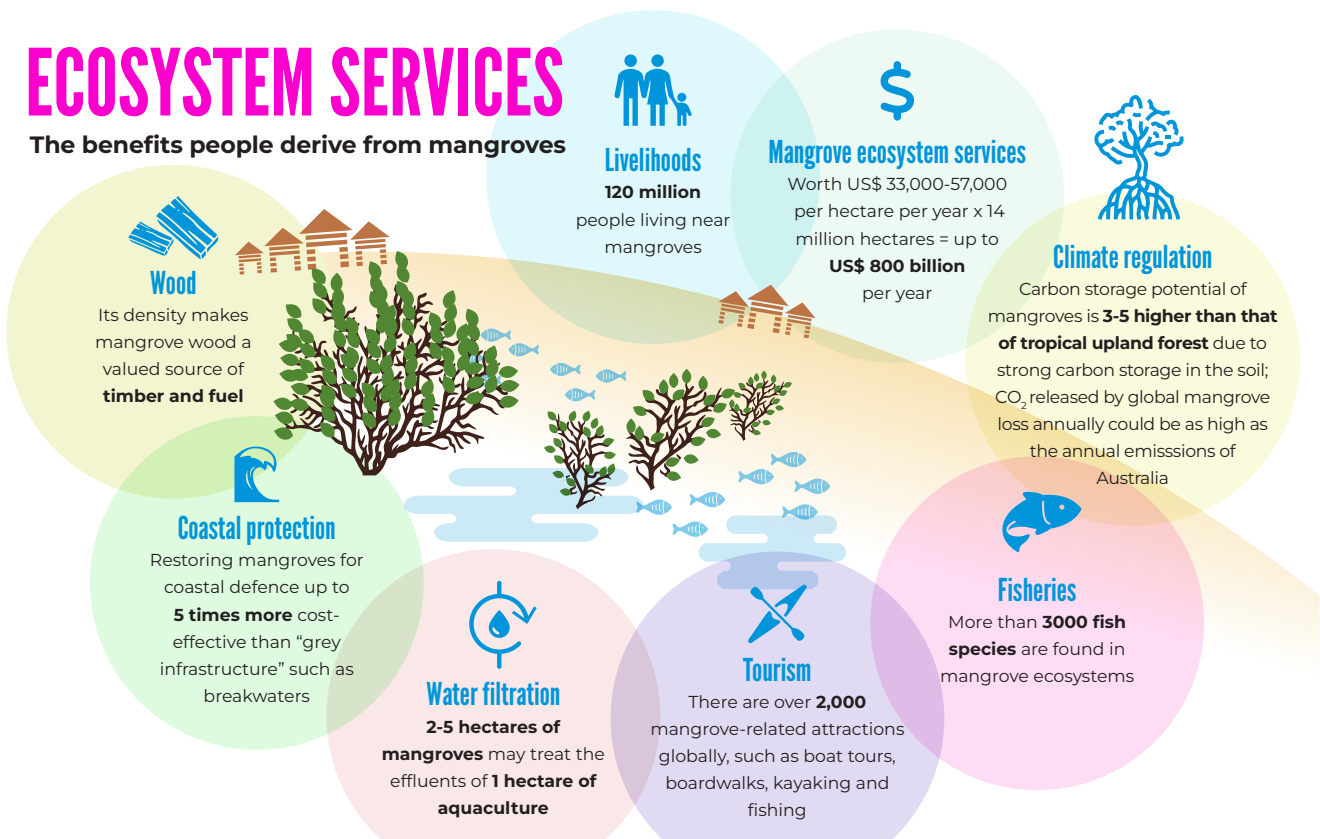 ECOSYSTEM SERVICES
The benefits people derive from mangroves
Livelihoods
120 million
people living near
mangroves
$
Mangrove ecosystem services
Worth US$ 33,000-57,000
per hectare per year x 14
million hectares = up to
US$ 800 billion
per year
Climate regulation
Carbon storage potential of
mangroves is 3-5 higher than that
of tropical upland forest due to
strong carbon storage in the soil;
CO2 released by global mangrove
loss annually could be as high as
the annual emisssions of
Australia
Wood
Its density makes
mangrove wood a
valued source of
timber and fuel
Coastal protection
Restoring mangroves for
coastal defence up to
5 times more cost-
effective than “grey
infrastructure” such as
breakwaters
Water filtration
2-5 hectares of
mangroves may treat the
effluents of 1 hectare of
aquaculture
Tourism
There are over 2,000
mangrove-related attractions
globally, such as boat tours,
boardwalks, kayaking and
fishing
Fisheries
More than 3000 fish
species are found in
mangrove ecosystems